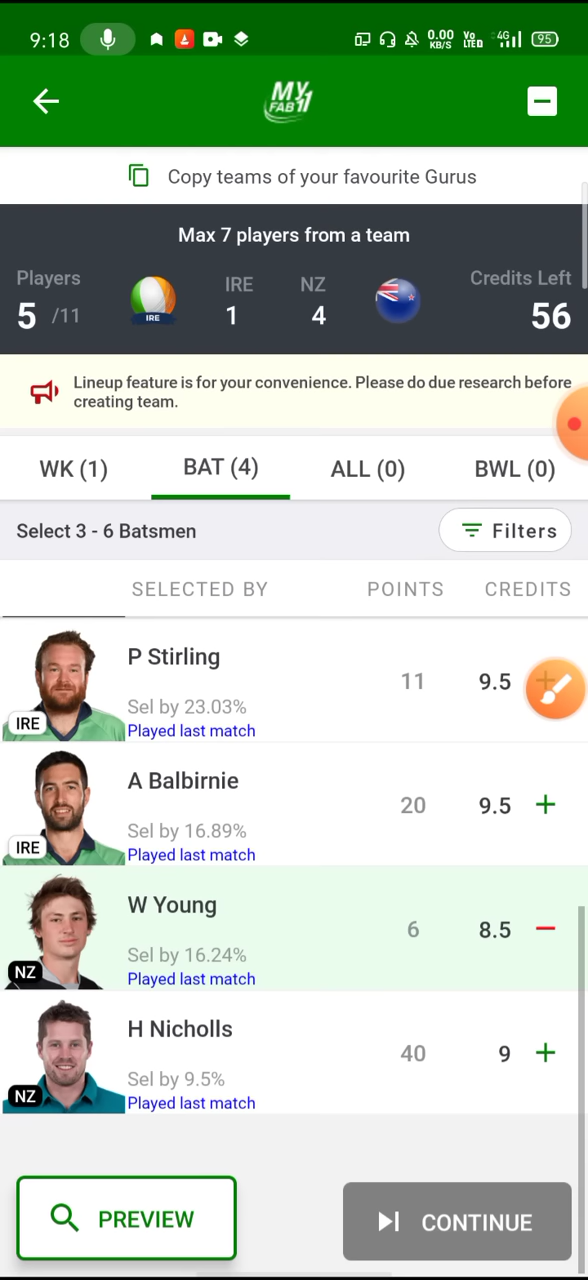 9:18
0.00
KB/S
Vo
LTED
4G
95
MY
FAB11
Copy teams of your favourite Gurus
Max 7 players from a team
Players
IRE
NZ
Credits Left
5 /11
IRE
1
4
56
Lineup feature is for your convenience. Please do due research before
creating team.
WK (1)
BAT (4)
ALL (0)
BWL (0)
Select 3 - 6 Batsmen
Filters
SELECTED BY
POINTS
CREDITS
P Stirling
11
9.5
Sel by 23.03%
IRE
Played last match
A Balbirnie
20
9.5
Sel by 16.89%
IRE
Played last match
W Young
6
8.5
Sel by 16.24%
NZ
Played last match
H Nicholls
40
9
Sel by 9.5%
NZ
Played last match
PREVIEW
CONTINUE